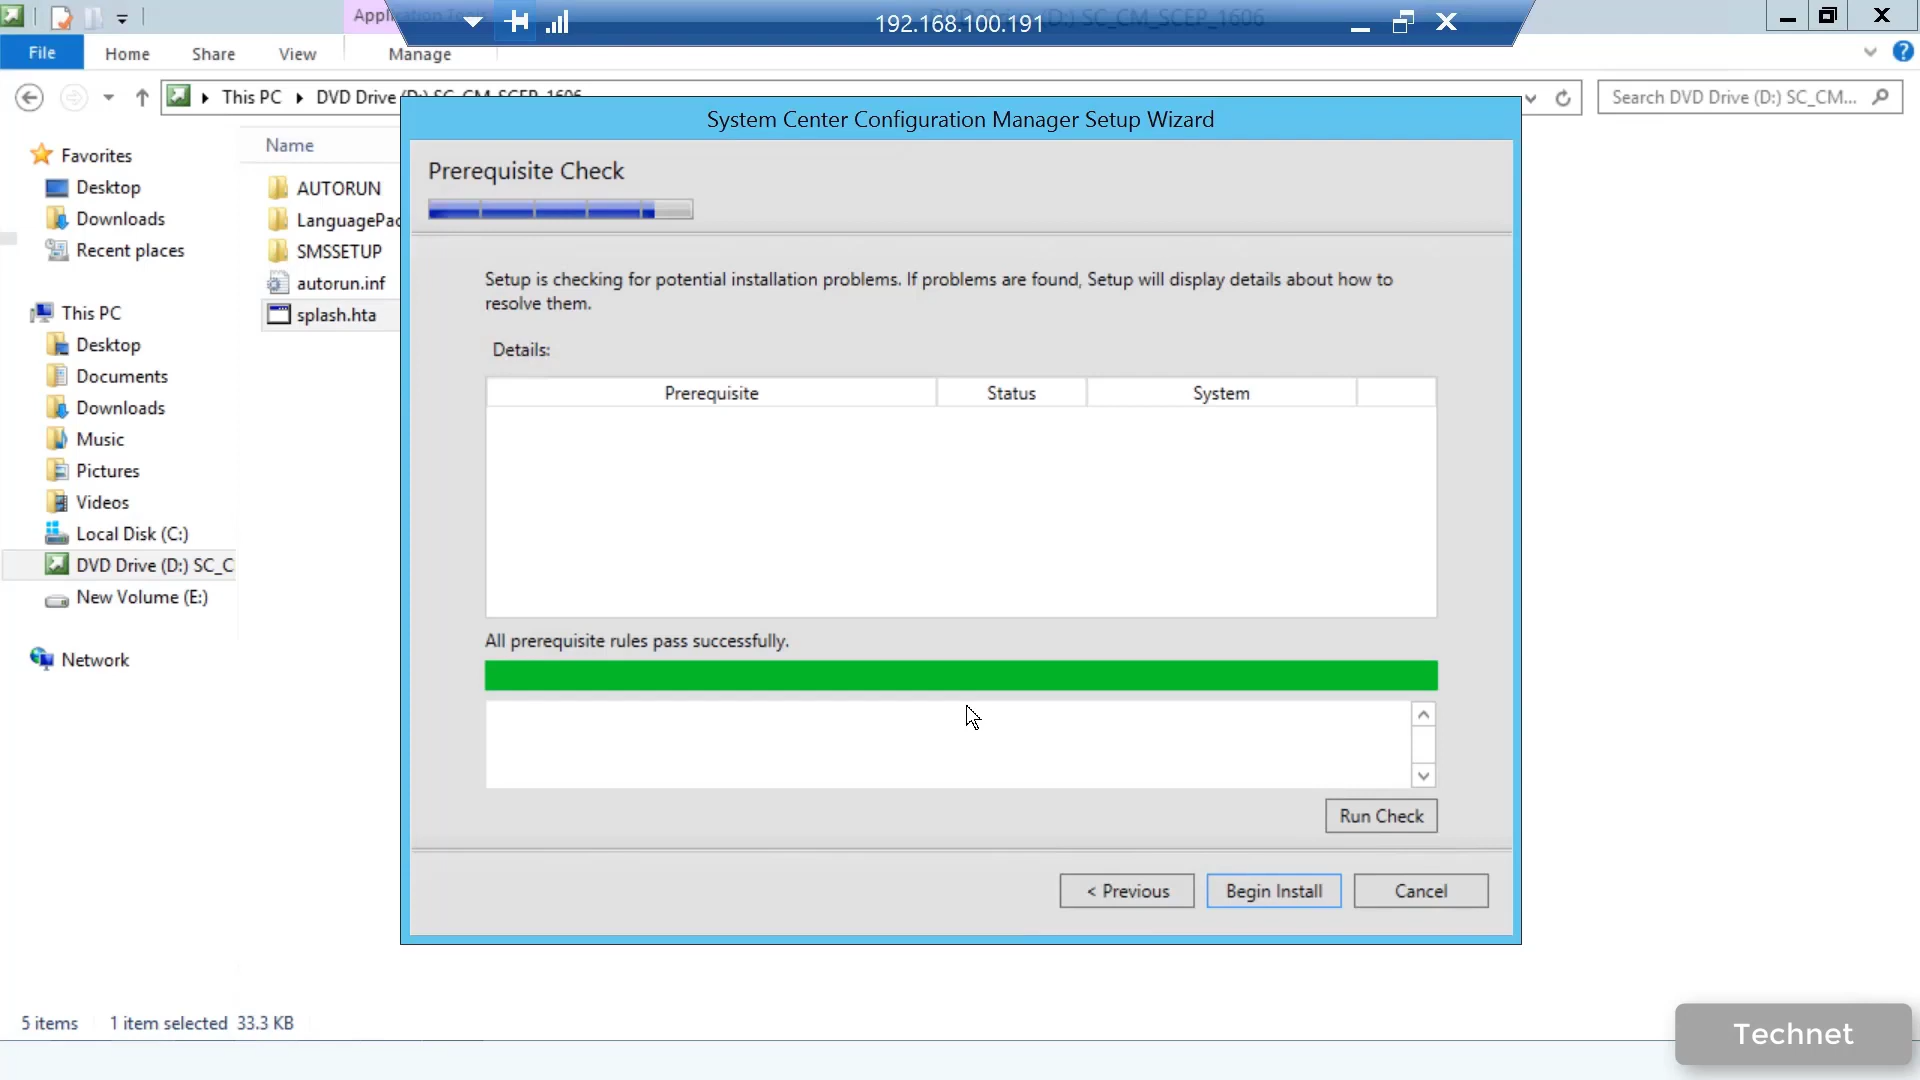 192.168.100.191
File
Home
Share
View
Manage
This PC
DVD Drive (D:) SC_CM_SCEP_1606
Search DVD Drive (D:) SC_CM...
System Center Configuration Manager Setup Wizard
Favorites
Desktop
Downloads
Recent places
This PC
Desktop
Documents
Downloads
Music
Pictures
Videos
Local Disk (C:)
DVD Drive (D:) SC_C
New Volume (E:)
Network
Name
AUTORUN
LanguagePac
SMSSETUP
autorun.inf
splash.hta
Prerequisite Check
Setup is checking for potential installation problems. If problems are found, Setup will display details about how to
resolve them.
Details:
Prerequisite
Status
System
All prerequisite rules pass successfully.
Run Check
< Previous
Begin Install
Cancel
5 items
1 item selected 33.3 KB
Technet